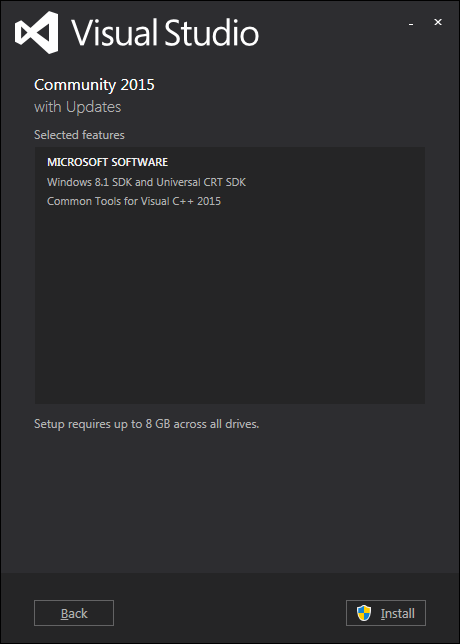 Visual Studio
Community 2015
with Updates
Selected features
MICROSOFT SOFTWARE
Windows 8.1 SDK and Universal CRT SDK
Common Tools for Visual C++ 2015
Setup requires up to 8 GB across all drives.
Back
Install